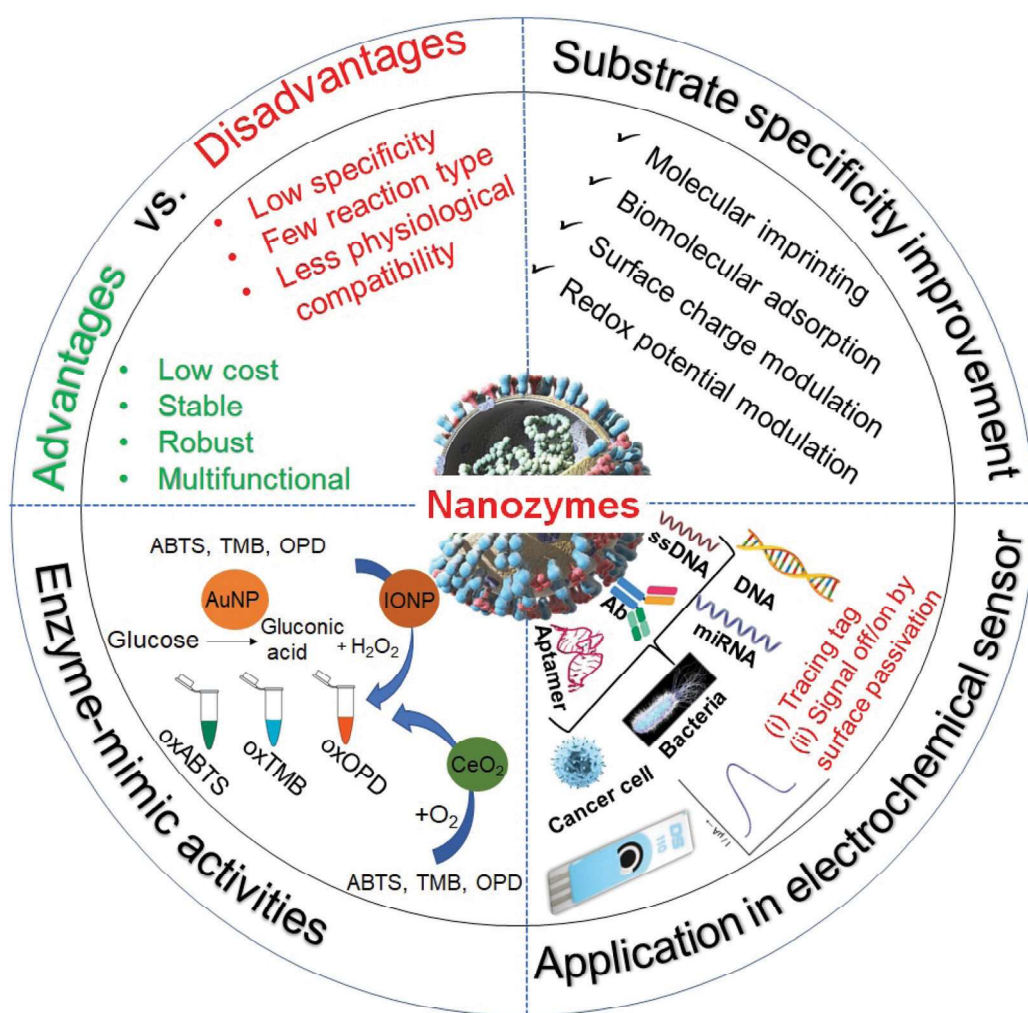 Advantages vs. Disadvantages
• Low specificity
• Few reaction type
• Less physiological
compatibility
• Low cost
• Stable
• Robust
• Multifunctional
Substrate specificity improvement
✓ Molecular imprinting
✓ Biomolecular adsorption
✓ Surface charge modulation
✓ Redox potential modulation
Nanozymes
Enzyme-mimic activities
ABTS, TMB, OPD
AuNP
IONP
Glucose
Gluconic
acid
+ H₂O₂
oxABTS
oxTMB
oxOPD
CeO₂
+O₂
ABTS, TMB, OPD
Application in electrochemical sensor
ssDNA
Ab
Aptamer
DNA
miRNA
Bacteria
Cancer cell
(i) Tracing tag
(ii) Signal off/on by
surface passivation
I / µA→
DS
110